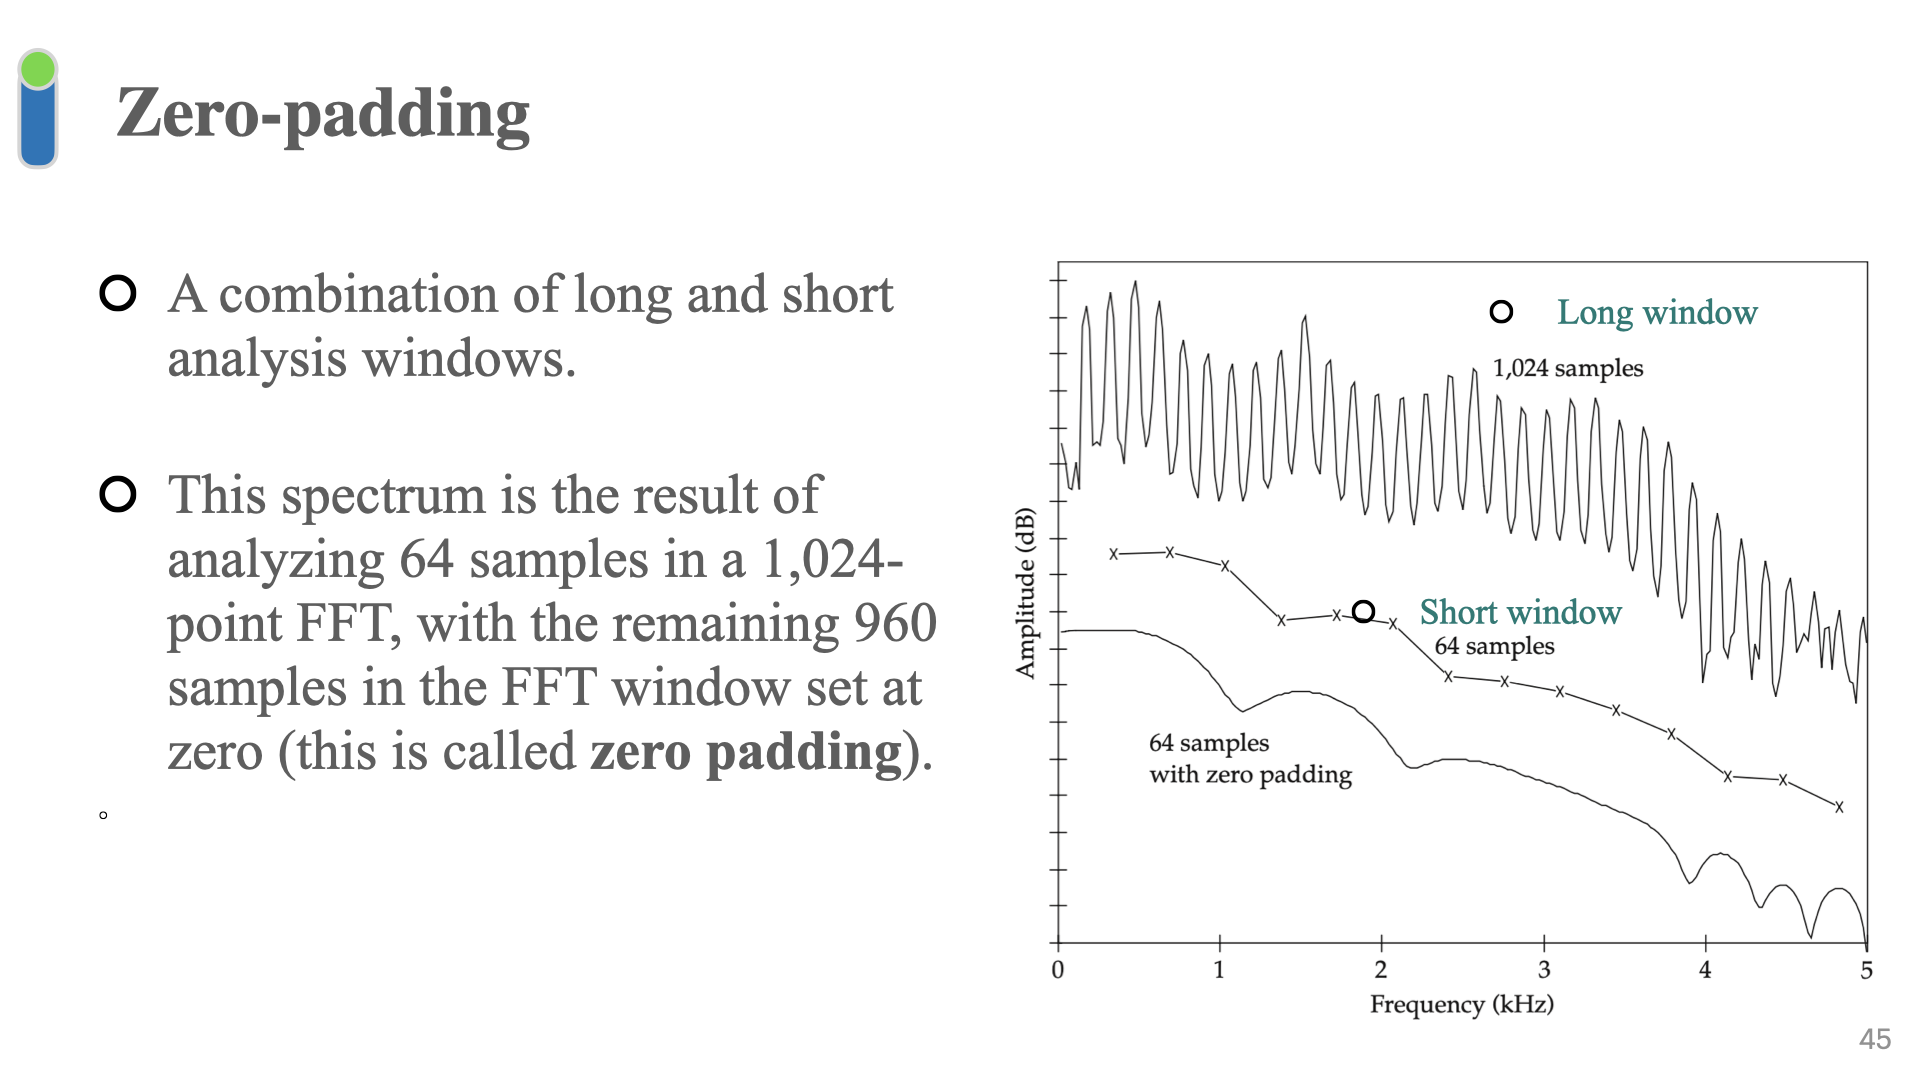 Zero-padding
A combination of long and short
analysis windows.
This spectrum is the result of
analyzing 64 samples in a 1,024-
point FFT, with the remaining 960
samples in the FFT window set at
zero (this is called zero padding).
Long window
1,024 samples
Short window
64 samples
64 samples
with zero padding
Amplitude (dB)
0 1 2 3 4 5
Frequency (kHz)
45